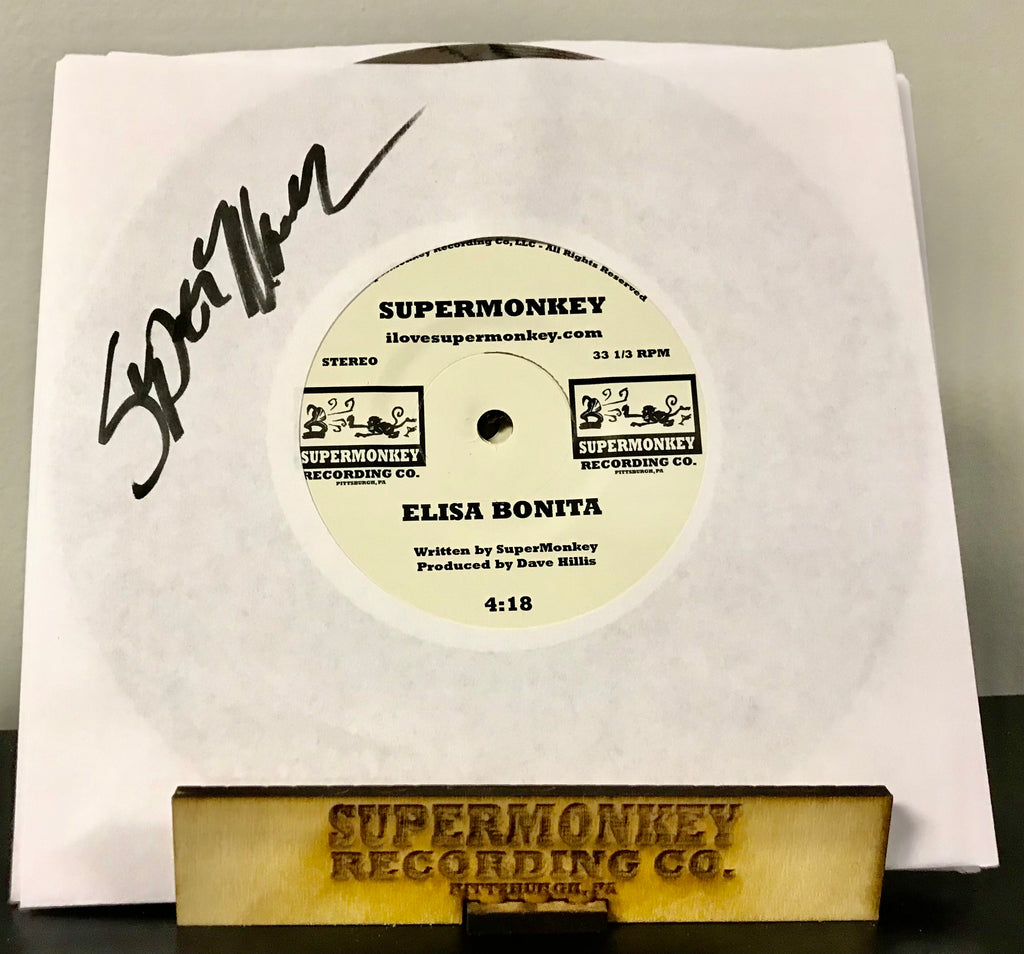 Recording Co, LLC - All Rights Reserved
SUPERMONKEY
ilovesupermonkey.com
STEREO
33 1/3 RPM
SUPERMONKEY
RECORDING CO.
PITTSBURGH, PA
SUPERMONKEY
RECORDING CO.
PITTSBURGH, PA
ELISA BONITA
Written by SuperMonkey
Produced by Dave Hillis
4:18
SUPERMONKEY
RECORDING CO.
PITTSBURGH, PA